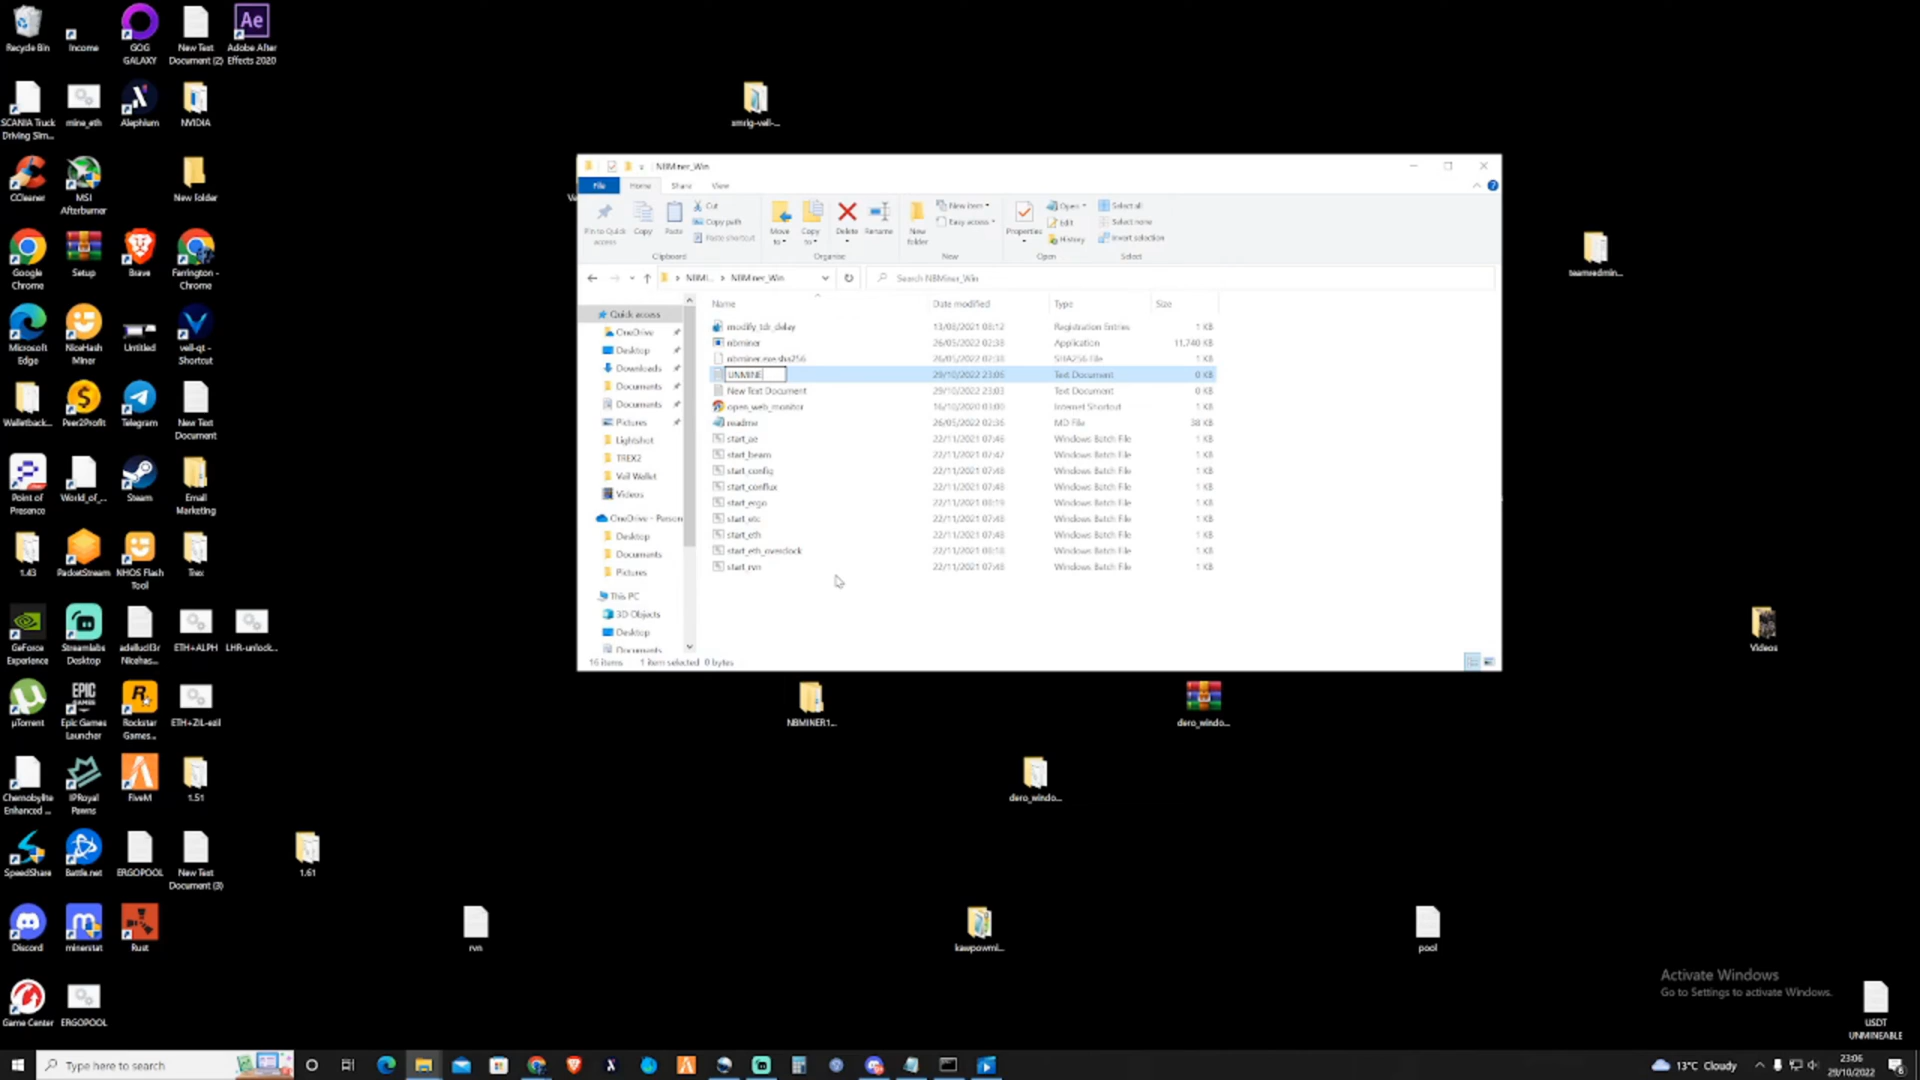 Recycle Bin
Income
GOG
GALAXY
New Text
Document (2)
Adobe After
Effects 2020
SCANIA Truck
Driving Sim...
mine_eth
Alephium
NVIDIA
CCleaner
MSI
Afterburner
New folder
Google
Chrome
Setup
Brave
Farrington -
Chrome
Microsoft
Edge
NiceHash
Miner
Untitled
veil-qt -
Shortcut
Walletback...
Peer2Profit
Telegram
New Text
Document
Point of
Presence
World_of_...
Steam
Email
Marketing
1.43
PacketStream
NHOS Flash
Tool
Trex
GeForce
Experience
Streamlabs
Desktop
adellucll3r
Nicehas...
ETH+ALPH
LHR-unlock...
µTorrent
Epic Games
Launcher
Rockstar
Games...
ETH+ZIL-ezil
Chernobylite
Enhanced ...
IPRoyal
Pawns
FiveM
1.51
SpeedShare
Battle.net
ERGOPOOL
New Text
Document (3)
1.61
Discord
minerstat
Rust
Game Center
ERGOPOOL
xmrig-veil-...
teamredmin...
Videos
NBMINER1...
dero_windo...
dero_windo...
rvn
kawpowmi...
pool
USDT
UNMINEABLE
NBMiner_Win
File
Home
Share
View
Pin to Quick
access
Copy
Paste
Cut
Copy path
Paste shortcut
Clipboard
Move
to
Copy
to
Delete
Rename
Organise
New
folder
New item
Easy access
New
Properties
Open
Edit
History
Open
Select all
Select none
Invert selection
Select
NBMi... > NBMiner_Win
Search NBMiner_Win
Name
Date modified
Type
Size
modify_tdr_delay 13/08/2021 08:12 Registration Entries 1 KB
nbminer 26/05/2022 02:38 Application 11,740 KB
nbminer.exe.sha256 26/05/2022 02:38 SHA256 File 1 KB
UNMINE 29/10/2022 23:06 Text Document 0 KB
New Text Document 29/10/2022 23:03 Text Document 0 KB
open_web_monitor 16/10/2020 03:00 Internet Shortcut 1 KB
readme 26/05/2022 02:36 MD File 38 KB
start_ae 22/11/2021 07:46 Windows Batch File 1 KB
start_beam 22/11/2021 07:47 Windows Batch File 1 KB
start_config 22/11/2021 07:48 Windows Batch File 1 KB
start_conflux 22/11/2021 07:48 Windows Batch File 1 KB
start_ergo 22/11/2021 08:19 Windows Batch File 1 KB
start_etc 22/11/2021 07:48 Windows Batch File 1 KB
start_eth 22/11/2021 07:48 Windows Batch File 1 KB
start_eth_overclock 22/11/2021 08:18 Windows Batch File 1 KB
start_rvn 22/11/2021 07:48 Windows Batch File 1 KB
Quick access
OneDrive
Desktop
Downloads
Documents
Documents
Pictures
Lightshot
TREX2
Veil Wallet
Videos
OneDrive - Person
Desktop
Documents
Pictures
This PC
3D Objects
Desktop
Documents
16 items 1 item selected 0 bytes
Activate Windows
Go to Settings to activate Windows.
Type here to search
13°C Cloudy
23:06
29/10/2022